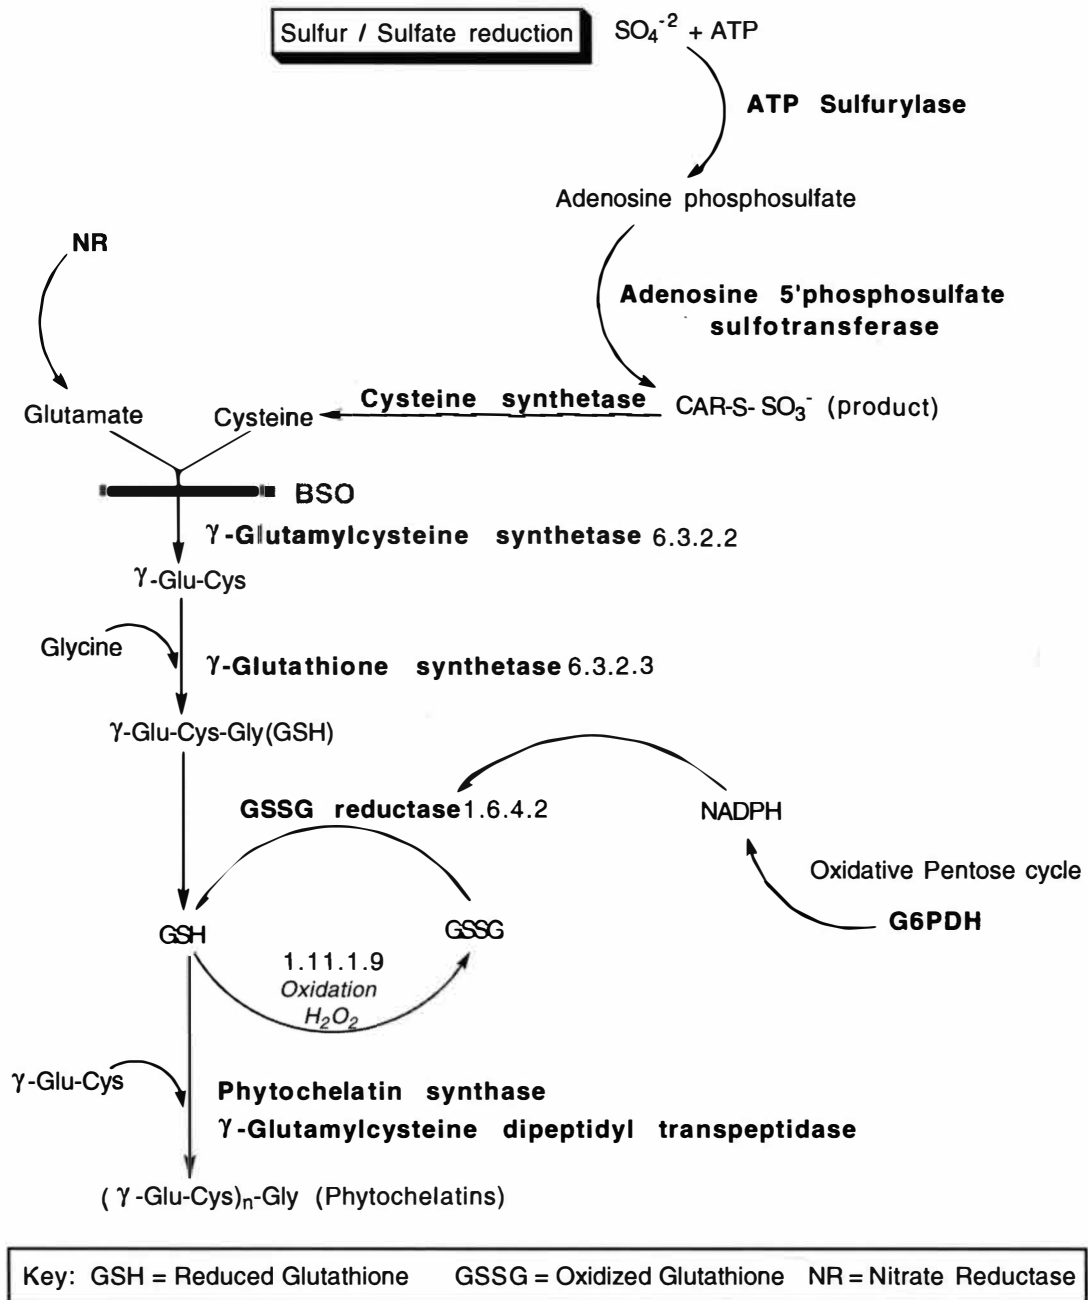 Sulfur / Sulfate reduction
SO₄⁻² + ATP
ATP Sulfurylase
Adenosine phosphosulfate
NR
Adenosine 5'phosphosulfate
sulfotransferase
Glutamate
Cysteine
Cysteine synthetase
CAR-S- SO₃⁻ (product)
BSO
γ-Glutamylcysteine synthetase 6.3.2.2
γ-Glu-Cys
Glycine
γ-Glutathione synthetase 6.3.2.3
γ-Glu-Cys-Gly(GSH)
GSSG reductase 1.6.4.2
NADPH
Oxidative Pentose cycle
G6PDH
GSH
GSSG
1.11.1.9
Oxidation
H₂O₂
γ-Glu-Cys
Phytochelatin synthase
γ-Glutamylcysteine dipeptidyl transpeptidase
(γ-Glu-Cys)ₙ-Gly (Phytochelatins)
Key: GSH = Reduced Glutathione GSSG = Oxidized Glutathione NR = Nitrate Reductase